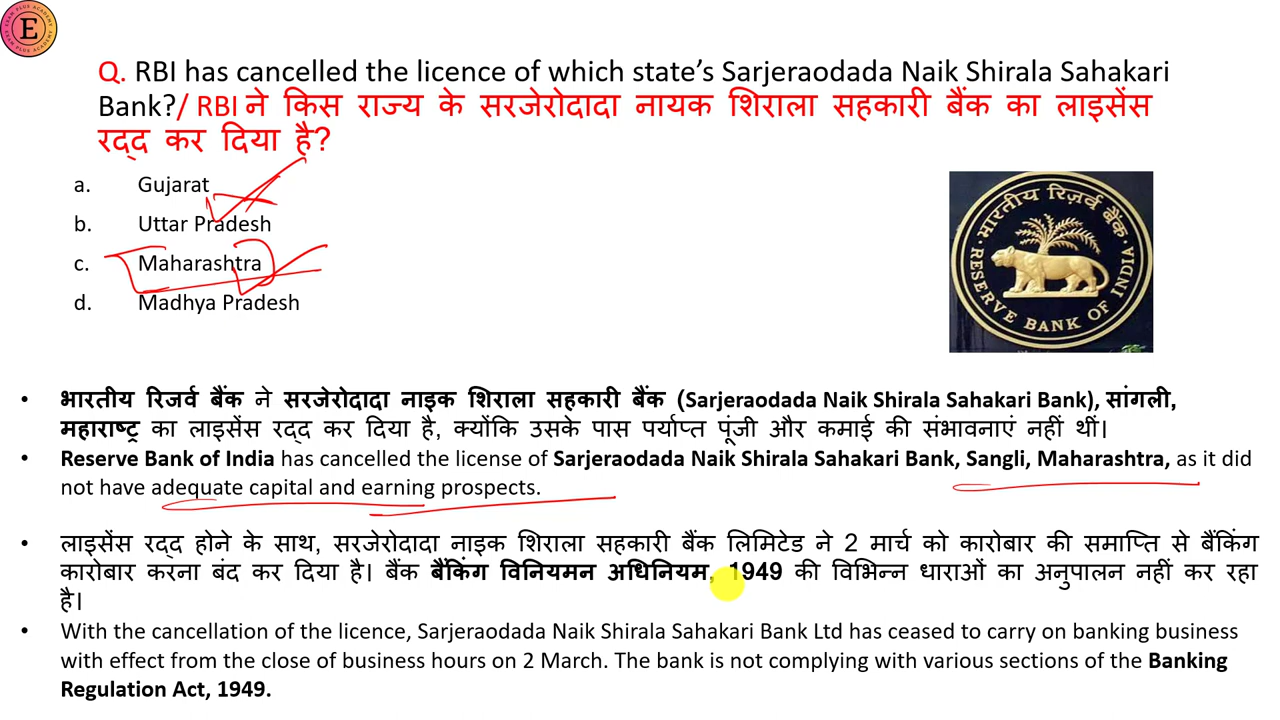 E
EXAM PLUS ACADEMY
Q. RBI has cancelled the licence of which state’s Sarjeraodada Naik Shirala Sahakari
Bank?/ RBI ने किस राज्य के सरजेरोदादा नायक शिराला सहकारी बैंक का लाइसेंस
रद्द कर दिया है?
a. Gujarat
b. Uttar Pradesh
c. Maharashtra
d. Madhya Pradesh
भारतीय रिज़र्व बैंक
RESERVE BANK OF INDIA
• भारतीय रिजर्व बैंक ने सरजेरोदादा नाइक शिराला सहकारी बैंक (Sarjeraodada Naik Shirala Sahakari Bank), सांगली,
महाराष्ट्र का लाइसेंस रद्द कर दिया है, क्योंकि उसके पास पर्याप्त पूंजी और कमाई की संभावनाएं नहीं थीं।
• Reserve Bank of India has cancelled the license of Sarjeraodada Naik Shirala Sahakari Bank, Sangli, Maharashtra, as it did
not have adequate capital and earning prospects.
• लाइसेंस रद्द होने के साथ, सरजेरोदादा नाइक शिराला सहकारी बैंक लिमिटेड ने 2 मार्च को कारोबार की समाप्ति से बैंकिंग
कारोबार करना बंद कर दिया है। बैंक बैंकिंग विनियमन अधिनियम, 1949 की विभिन्न धाराओं का अनुपालन नहीं कर रहा
है।
• With the cancellation of the licence, Sarjeraodada Naik Shirala Sahakari Bank Ltd has ceased to carry on banking business
with effect from the close of business hours on 2 March. The bank is not complying with various sections of the Banking
Regulation Act, 1949.